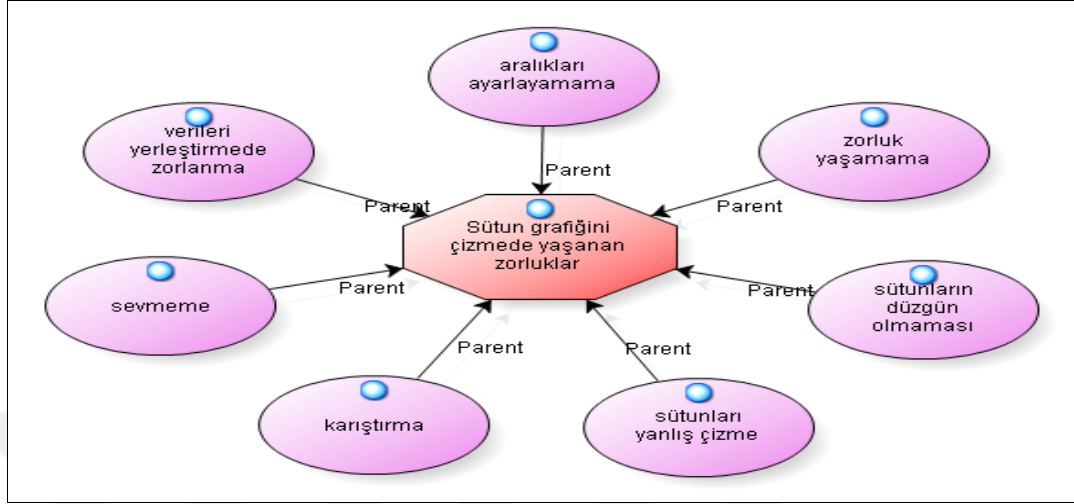 aralıkları
ayarlayamama
verileri
yerleştirmede
zorlanma
zorluk
yaşamama
Parent
Parent
Parent
Sütun grafiğini
çizmede yaşanan
zorluklar
sevmeme
Parent
Parent
sütunların
düzgün
olmaması
Parent
Parent
karıştırma
sütunları
yanlış çizme